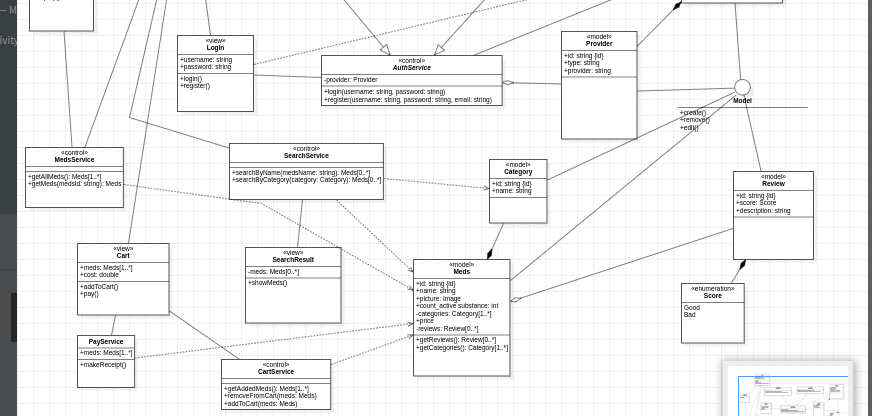 — M
ivity
«view»
Login
+username: string
+password: string
+login()
+register()
«control»
AuthService
-provider: Provider
+login(username: string, password: string)
+register(username: string, password: string, email: string)
«model»
Provider
+id: string {id}
+type: string
+provider: string
Model
+create()
+remove()
+edit()
«control»
MedsService
+getAllMeds(): Meds[1..*]
+getMeds(medsId: string): Meds
«control»
SearchService
+searchByName(medsName: string): Meds[0..*]
+searchByCategory(category: Category): Meds[0..*]
«model»
Category
+id: string {id}
+name: string
«model»
Review
+id: string {id}
+score: Score
+description: string
«view»
Cart
+meds: Meds[1..*]
+cost: double
+addToCart()
+pay()
«view»
SearchResult
-meds: Meds[0..*]
+showMeds()
«model»
Meds
+id: string {id}
+name: string
+picture: Image
+count_active substance: int
-categories: Category[1..*]
+price
-reviews: Review[0..*]
+getReviews(): Review[0..*]
+getCategories(): Category[1..*]
«enumeration»
Score
Good
Bad
PayService
+meds: Meds[1..*]
+makeReceipt()
«control»
CartService
+getAddedMeds(): Meds[1..*]
+removeFromCart(meds: Meds)
+addToCart(meds: Meds)